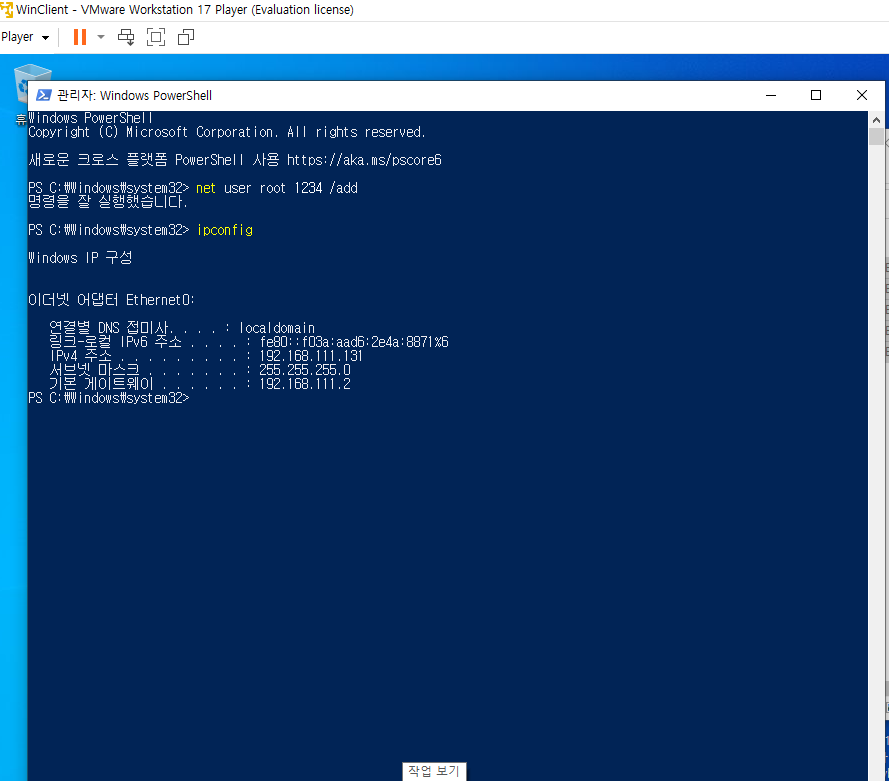 WinClient - VMware Workstation 17 Player (Evaluation license)
Player
관리자: Windows PowerShell
Windows PowerShell
Copyright (C) Microsoft Corporation. All rights reserved.
새로운 크로스 플랫폼 PowerShell 사용 https://aka.ms/pscore6
PS C:₩Windows₩system32> net user root 1234 /add
명령을 잘 실행했습니다.
PS C:₩Windows₩system32> ipconfig
Windows IP 구성
이더넷 어댑터 Ethernet0:
연결별 DNS 접미사. . . . : localdomain
링크-로컬 IPv6 주소 . . . . : fe80::f03a:aad6:2e4a:8871%6
IPv4 주소 . . . . . . . . . : 192.168.111.131
서브넷 마스크 . . . . . . . : 255.255.255.0
기본 게이트웨이 . . . . . . : 192.168.111.2
PS C:₩Windows₩system32>
작업 보기